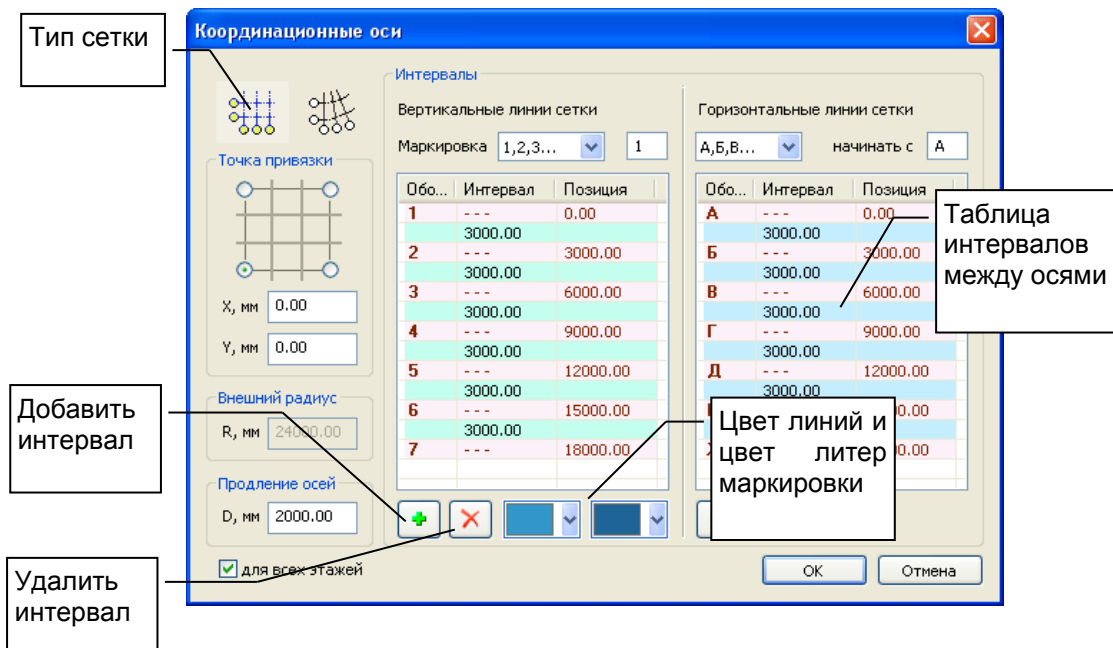 Тип сетки
Координационные оси
Интервалы
Вертикальные линии сетки
Горизонтальные линии сетки
Маркировка 1,2,3... 1
А,Б,В... начинать с А
Точка привязки
X, мм 0.00
Y, мм 0.00
Внешний радиус
R, мм 24000.00
Продление осей
D, мм 2000.00
для всех этажей
Обо... Интервал Позиция
1 --- 0.00
3000.00
2 --- 3000.00
3000.00
3 --- 6000.00
3000.00
4 --- 9000.00
3000.00
5 --- 12000.00
3000.00
6 --- 15000.00
3000.00
7 --- 18000.00
Обо... Интервал Позиция
А --- 0.00
3000.00
Б --- 3000.00
3000.00
В --- 6000.00
3000.00
Г --- 9000.00
3000.00
Д --- 12000.00
3000.00
Таблица
интервалов
между осями
Добавить
интервал
Цвет линий и
цвет литер
маркировки
Удалить
интервал
OK
Отмена